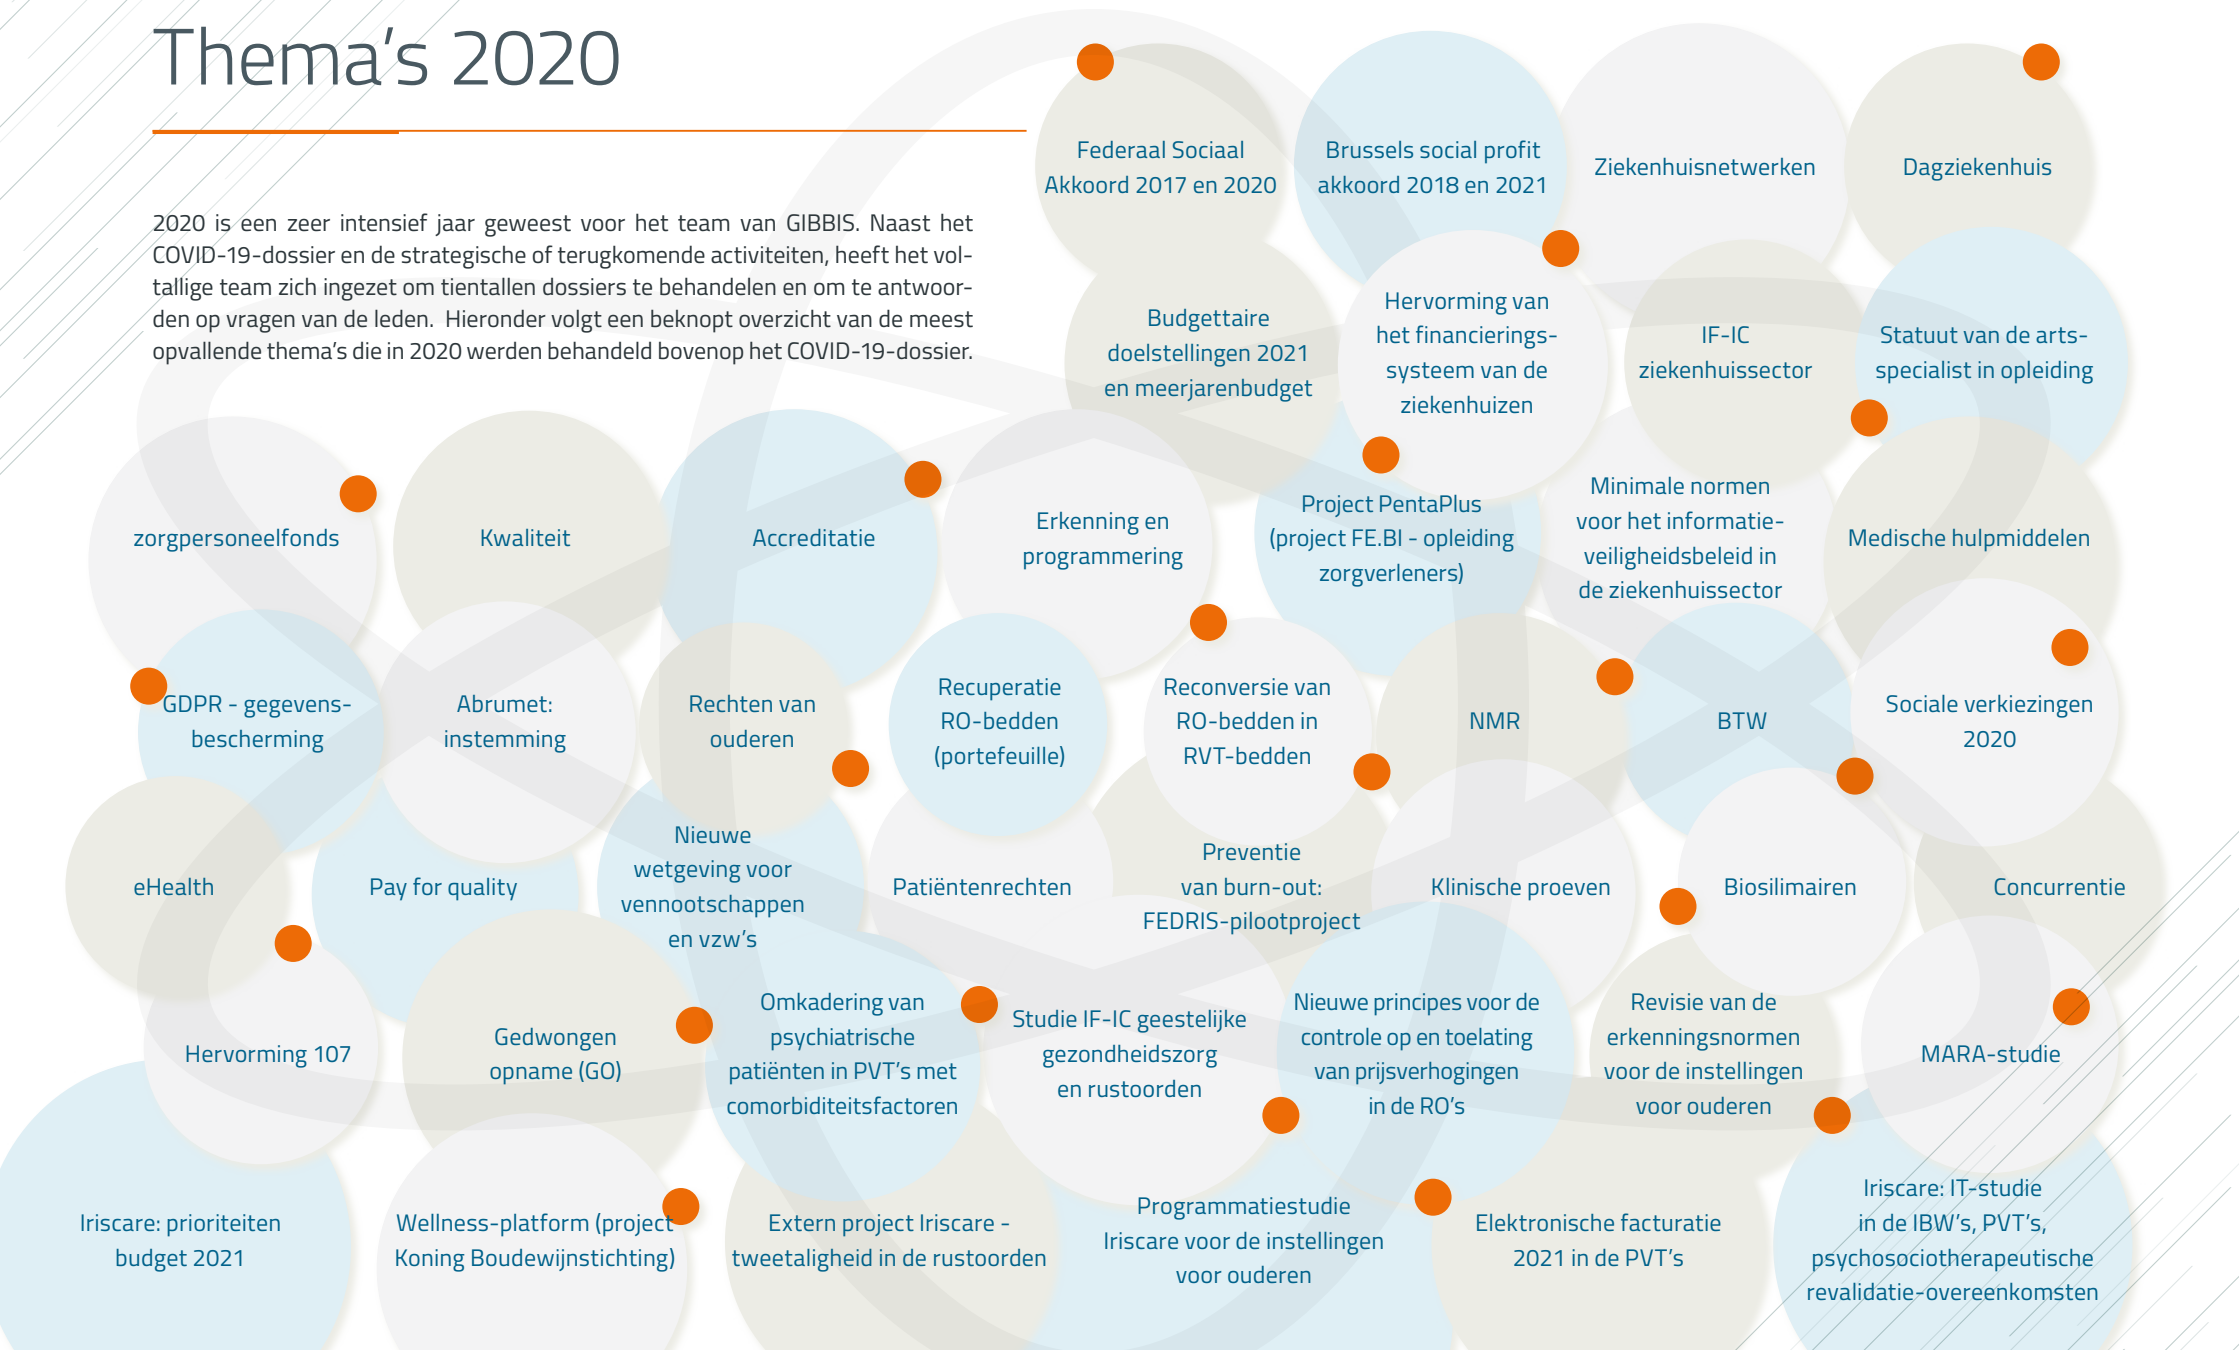 Thema's 2020
2020 is een zeer intensief jaar geweest voor het team van GIBBIS. Naast het
COVID-19-dossier en de strategische of terugkomende activiteiten, heeft het vol-
tallige team zich ingezet om tientallen dossiers te behandelen en om te antwoor-
den op vragen van de leden. Hieronder volgt een beknopt overzicht van de meest
opvallende thema's die in 2020 werden behandeld bovenop het COVID-19-dossier.
Federaal Sociaal
Akkoord 2017 en 2020
Brussels social profit
akkoord 2018 en 2021
Ziekenhuisnetwerken
Dagziekenhuis
Budgettaire
doelstellingen 2021
en meerjarenbudget
Hervorming van
het financierings-
systeem van de
ziekenhuizen
IF-IC
ziekenhuissector
Statuut van de arts-
specialist in opleiding
zorgpersoneelfonds
Kwaliteit
Accreditatie
Erkenning en
programmering
Project PentaPlus
(project FE.BI - opleiding
zorgverleners)
Minimale normen
voor het informatie-
veiligheidsbeleid in
de ziekenhuissector
Medische hulpmiddelen
GDPR - gegevens-
bescherming
Abrumet:
instemming
Rechten van
ouderen
Recuperatie
RO-bedden
(portefeuille)
Reconversie van
RO-bedden in
RVT-bedden
NMR
BTW
Sociale verkiezingen
2020
eHealth
Pay for quality
Nieuwe
wetgeving voor
vennootschappen
en vzw's
Patiëntenrechten
Preventie
van burn-out:
FEDRIS-pilootproject
Klinische proeven
Biosilimairen
Concurrentie
Hervorming 107
Gedwongen
opname (GO)
Omkadering van
psychiatrische
patiënten in PVT's met
comorbiditeitsfactoren
Studie IF-IC geestelijke
gezondheidszorg
en rustoorden
Nieuwe principes voor de
controle op en toelating
van prijsverhogingen
in de RO's
Revisie van de
erkenningsnormen
voor de instellingen
voor ouderen
MARA-studie
Iriscare: prioriteiten
budget 2021
Wellness-platform (project
Koning Boudewijnstichting)
Extern project Iriscare -
tweetaligheid in de rustoorden
Programmatiestudie
Iriscare voor de instellingen
voor ouderen
Elektronische facturatie
2021 in de PVT's
Iriscare: IT-studie
in de IBW's, PVT's,
psychosociotherapeutische
revalidatie-overeenkomsten